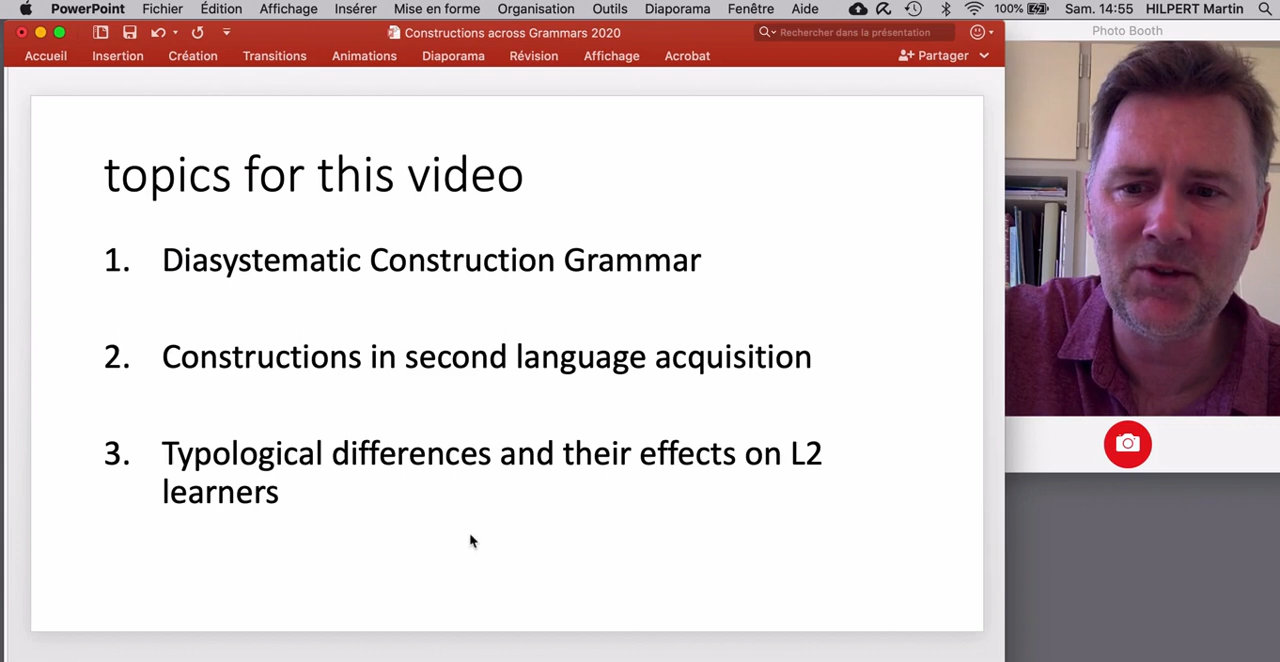 PowerPoint Fichier Édition Affichage Insérer Mise en forme Organisation Outils Diaporama Fenêtre Aide 100% Sam. 14:55 HILPERT Martin
Constructions across Grammars 2020
Rechercher dans la présentation
Photo Booth
Accueil Insertion Création Transitions Animations Diaporama Révision Affichage Acrobat Partager
topics for this video
1. Diasystematic Construction Grammar
2. Constructions in second language acquisition
3. Typological differences and their effects on L2
learners